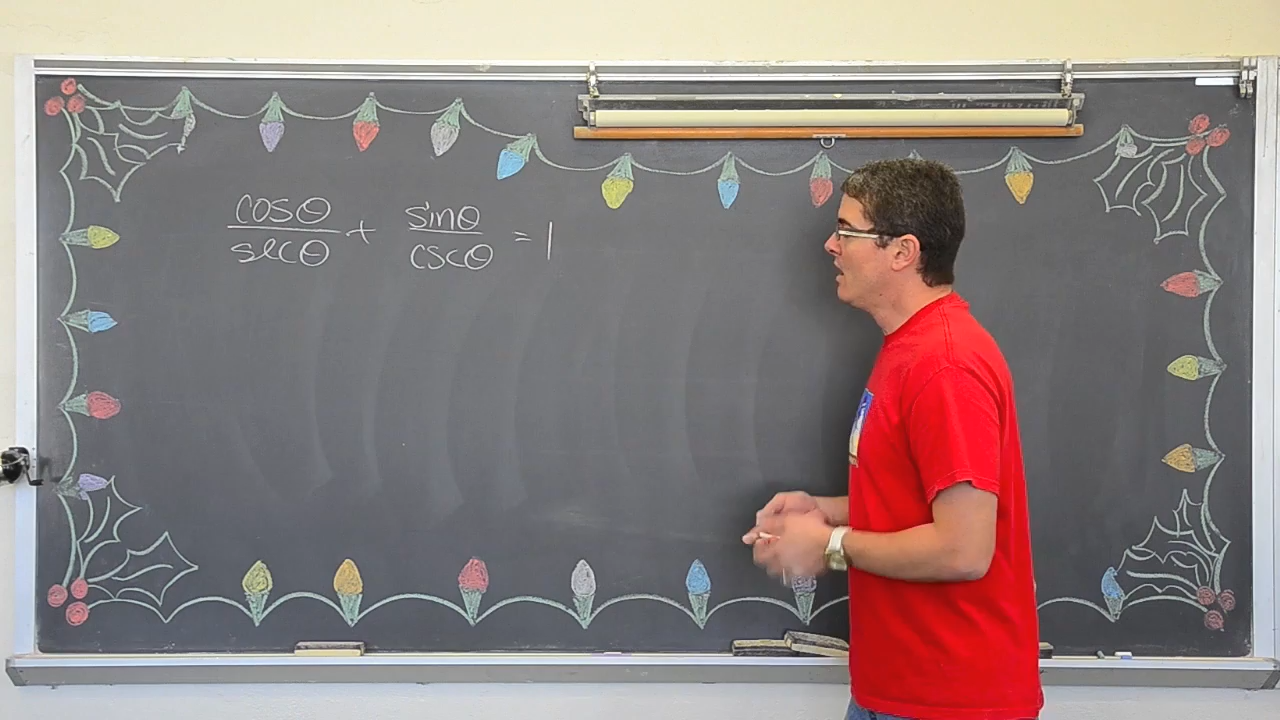 cosθ/secθ + sinθ/cscθ = 1